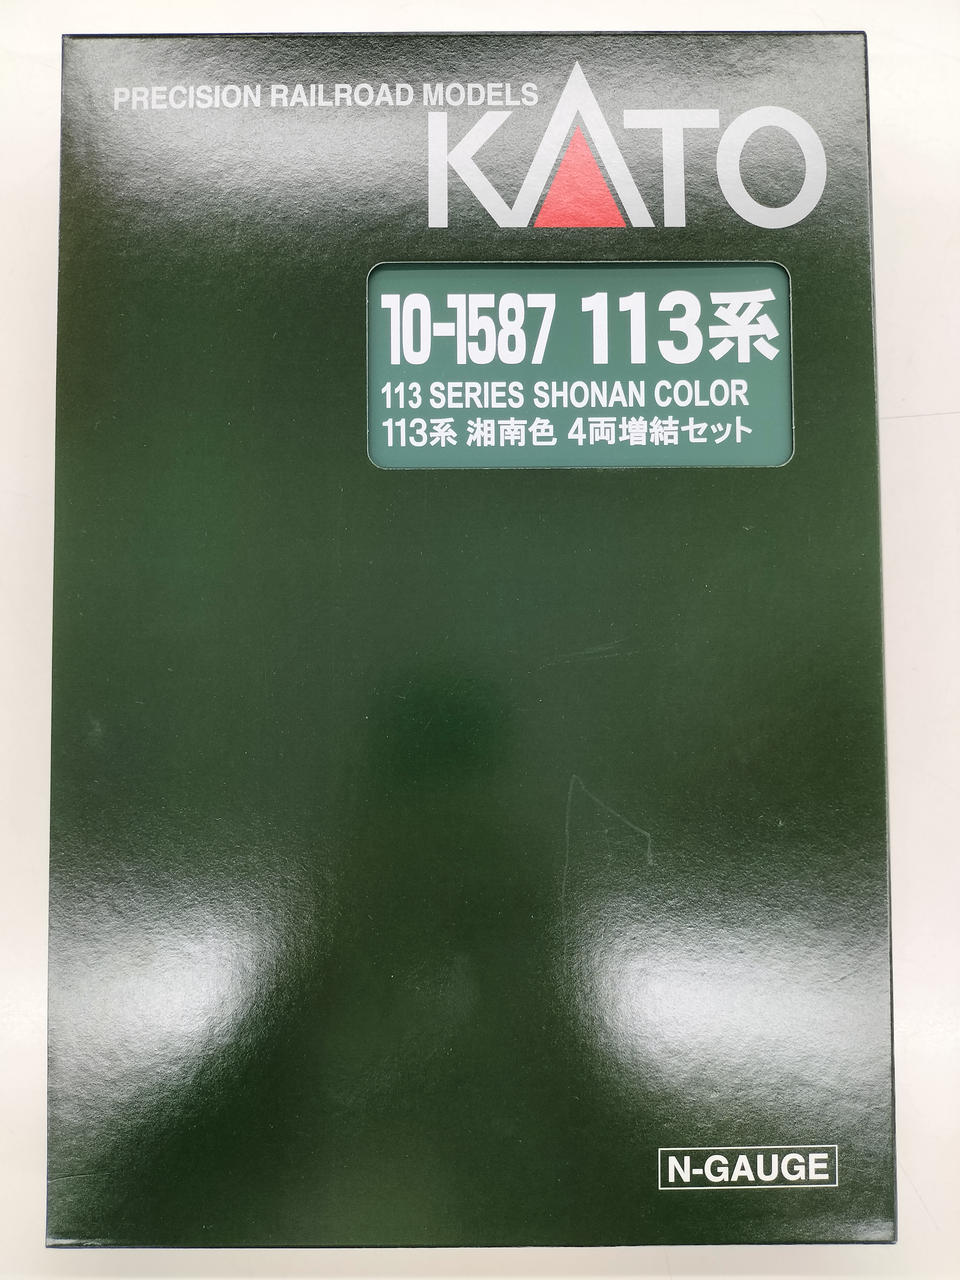 PRECISION RAILROAD MODELS
KATO
10-1587 113系
113 SERIES SHONAN COLOR
113系 湘南色 4両増結セット
N-GAUGE